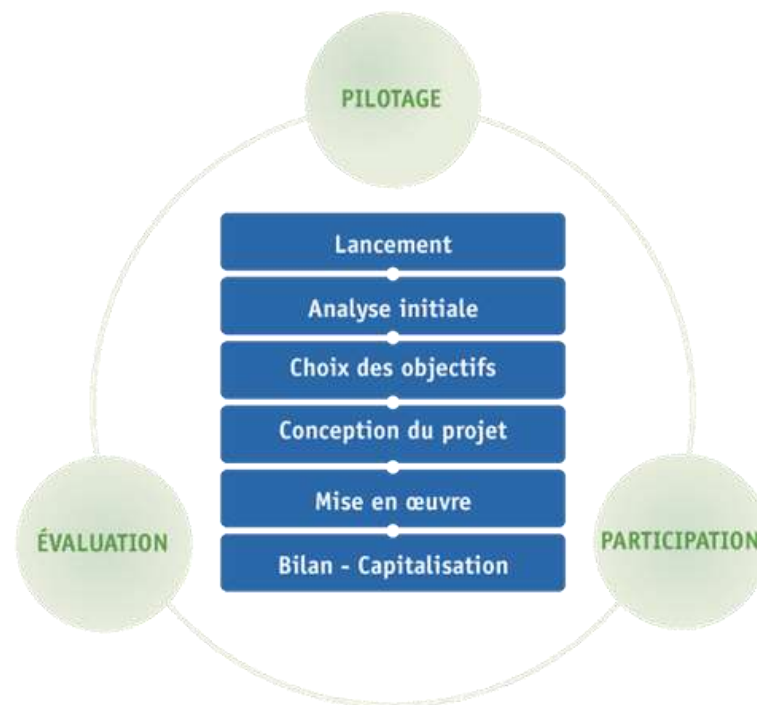 PILOTAGE
Lancement
Analyse initiale
Choix des objectifs
Conception du projet
Mise en œuvre
Bilan - Capitalisation
ÉVALUATION
PARTICIPATION